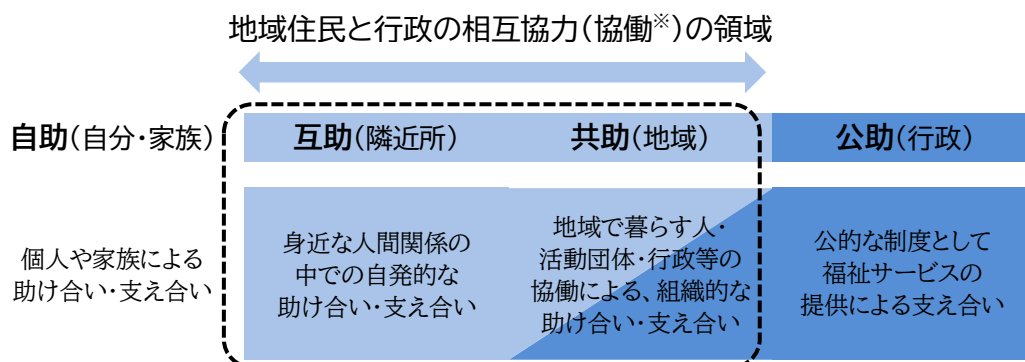 地域住民と行政の相互協力(協働※)の領域
自助(自分・家族)
互助(隣近所)
共助(地域)
公助(行政)
個人や家族による
助け合い・支え合い
身近な人間関係の
中での自発的な
助け合い・支え合い
地域で暮らす人・
活動団体・行政等の
協働による、組織的な
助け合い・支え合い
公的な制度として
福祉サービスの
提供による支え合い